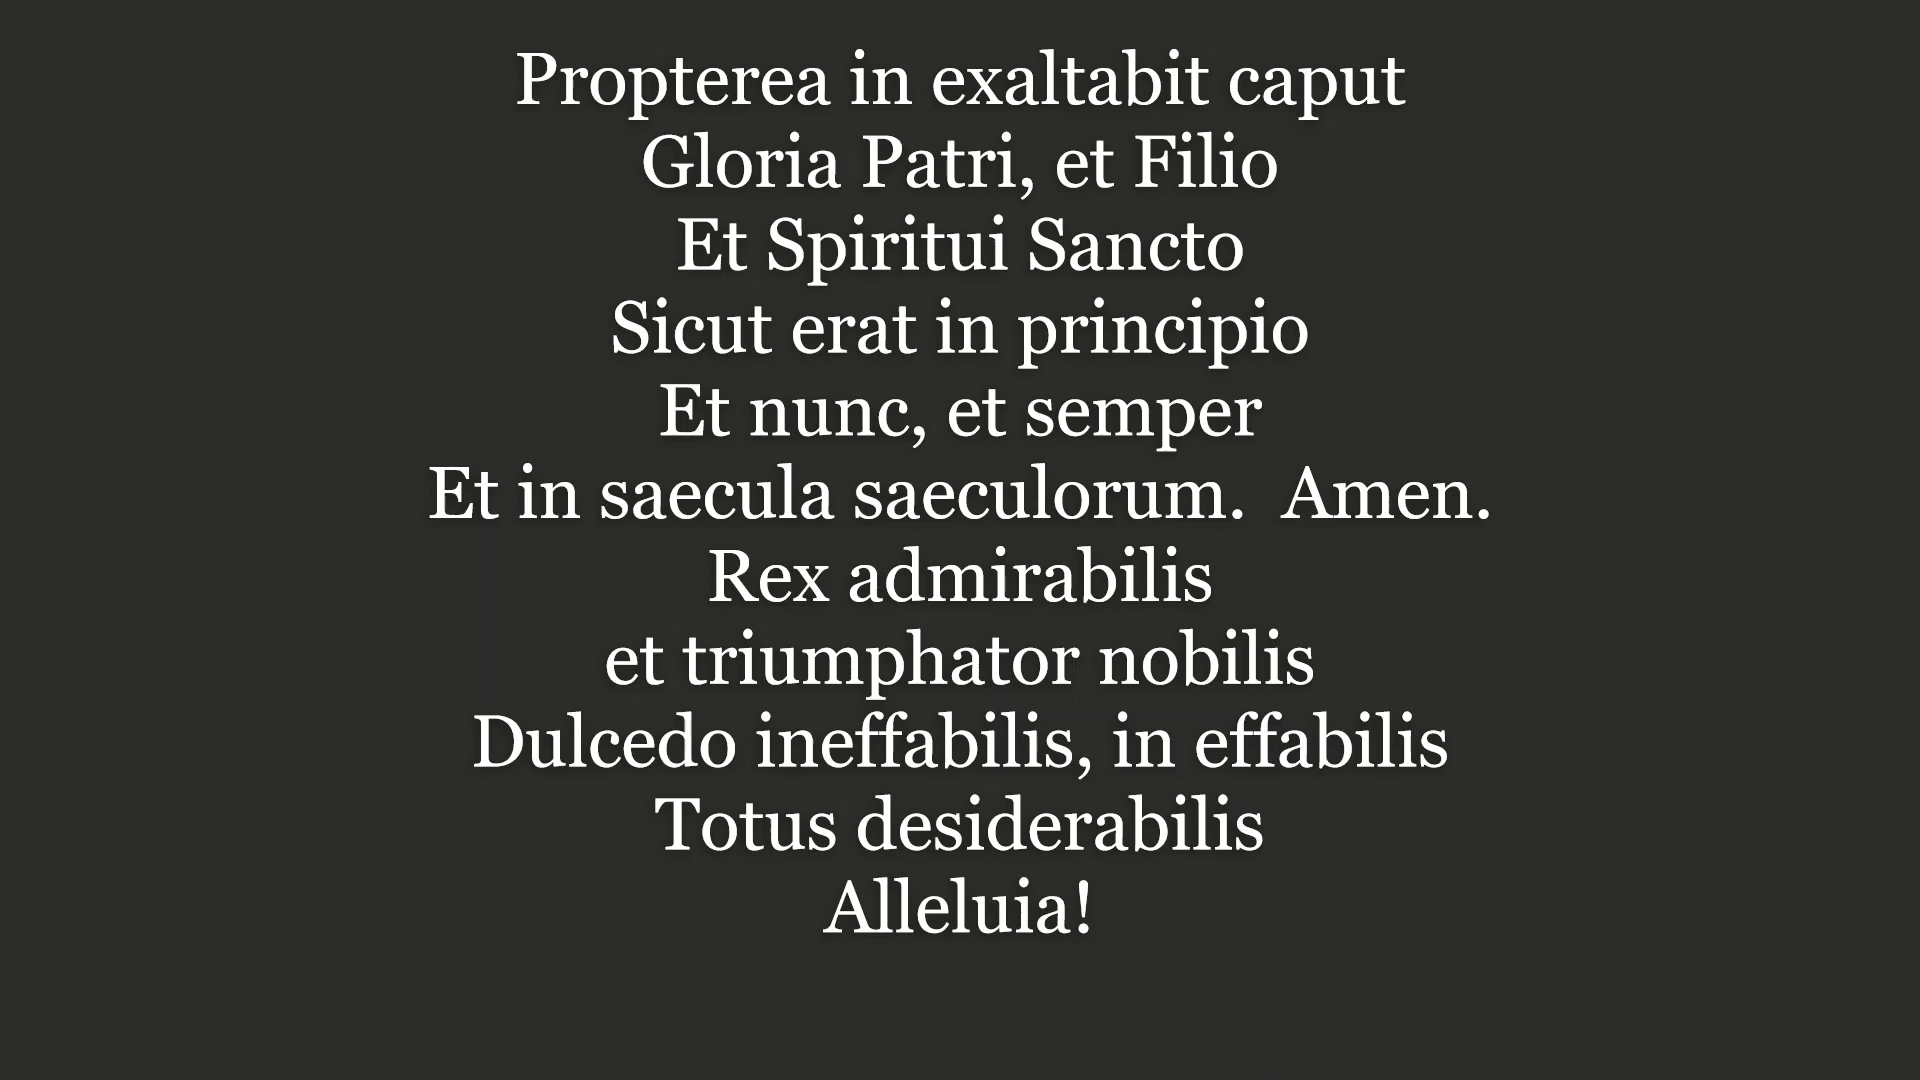 Propterea in exaltabit caput
Gloria Patri, et Filio
Et Spiritui Sancto
Sicut erat in principio
Et nunc, et semper
Et in saecula saeculorum.  Amen.
Rex admirabilis
et triumphator nobilis
Dulcedo ineffabilis, in effabilis
Totus desiderabilis
Alleluia!